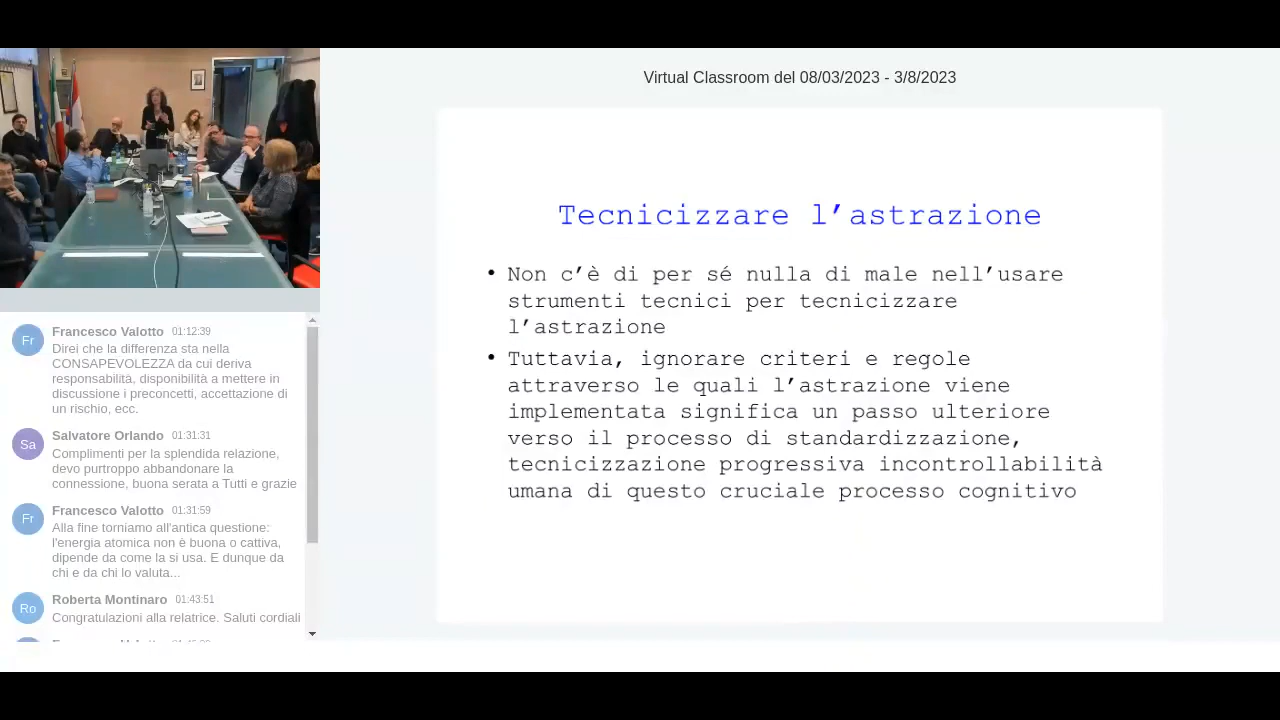 Virtual Classroom del 08/03/2023 - 3/8/2023
Tecnicizzare l’astrazione
• Non c’è di per sé nulla di male nell’usare
strumenti tecnici per tecnicizzare
l’astrazione
• Tuttavia, ignorare criteri e regole
attraverso le quali l’astrazione viene
implementata significa un passo ulteriore
verso il processo di standardizzazione,
tecnicizzazione progressiva incontrollabilità
umana di questo cruciale processo cognitivo
Fr
Francesco Valotto 01:12:39
Direi che la differenza sta nella
CONSAPEVOLEZZA da cui deriva
responsabilità, disponibilità a mettere in
discussione i preconcetti, accettazione di
un rischio, ecc.
Sa
Salvatore Orlando 01:31:31
Complimenti per la splendida relazione,
devo purtroppo abbandonare la
connessione, buona serata a Tutti e grazie
Fr
Francesco Valotto 01:31:59
Alla fine torniamo all'antica questione:
l'energia atomica non è buona o cattiva,
dipende da come la si usa. E dunque da
chi e da chi lo valuta...
Ro
Roberta Montinaro 01:43:51
Congratulazioni alla relatrice. Saluti cordiali